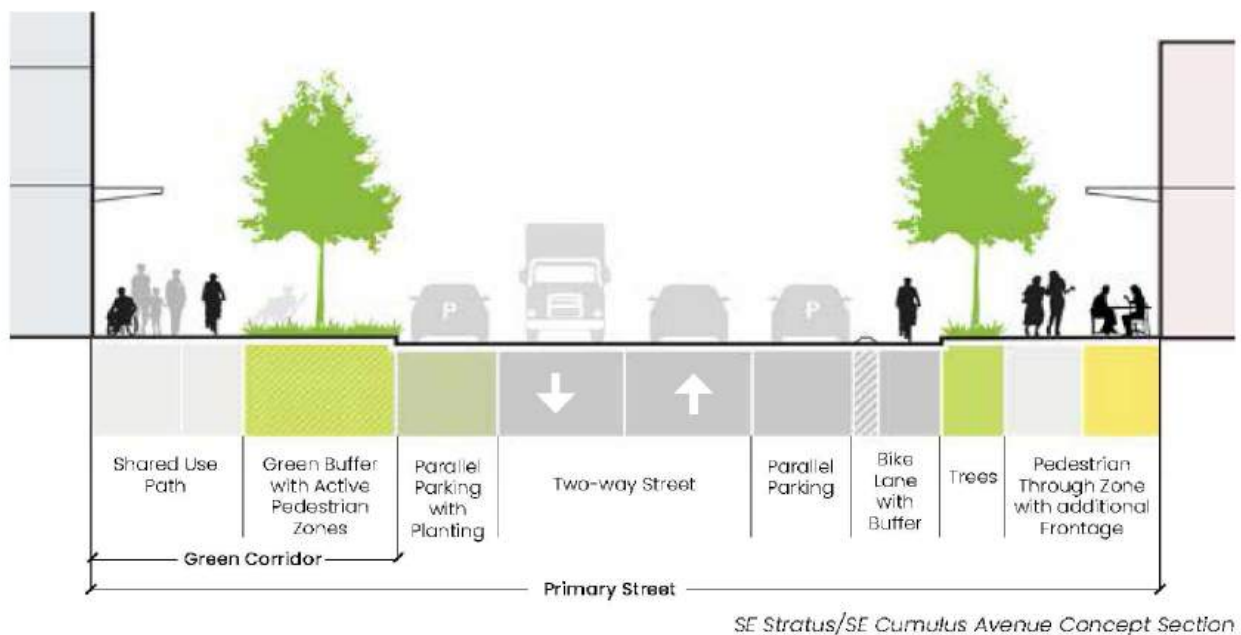 P
P
Shared Use
Path
Green Buffer
with Active
Pedestrian
Zones
Parallel
Parking
with
Planting
Two-way Street
Parallel
Parking
Bike
Lane
with
Buffer
Trees
Pedestrian
Through Zone
with additional
Frontage
Green Corridor
Primary Street
SE Stratus/SE Cumulus Avenue Concept Section